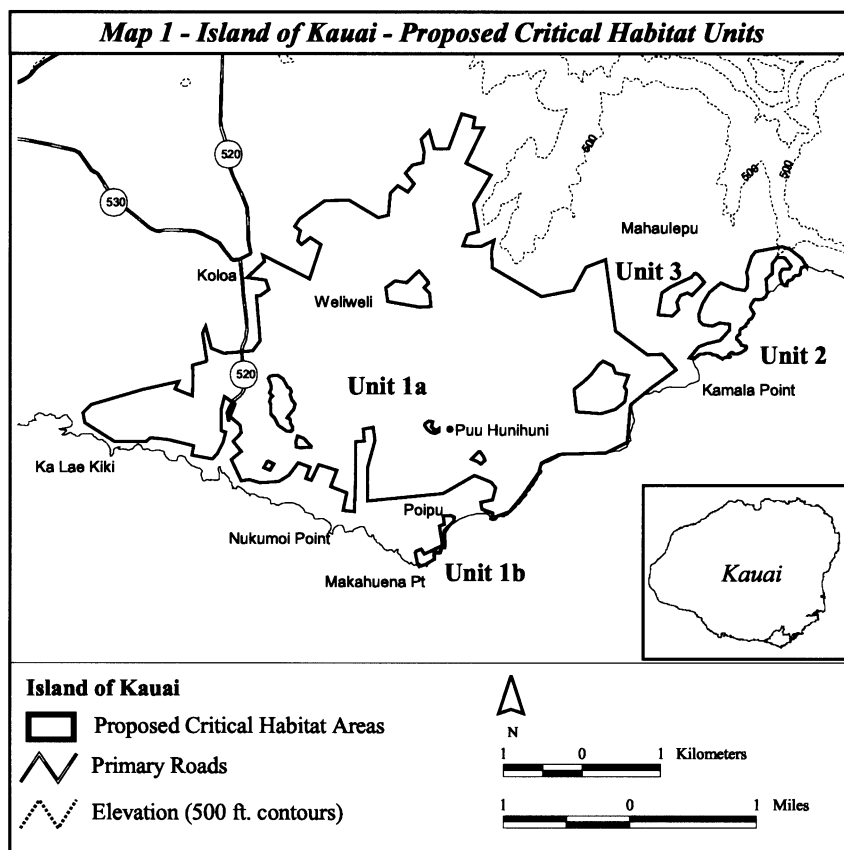 Map 1 - Island of Kauai - Proposed Critical Habitat Units
520
500
530
500
500
Mahaulepu
Koloa
Unit 3
Weliweli
Unit 2
520
Unit 1a
Kamala Point
Puu Hunihuni
Ka Lae Kiki
Poipu
Nukumoi Point
Unit 1b
Makahuena Pt
Kauai
Island of Kauai
Proposed Critical Habitat Areas
Primary Roads
Elevation (500 ft. contours)
N
1 0 1 Kilometers
1 0 1 Miles